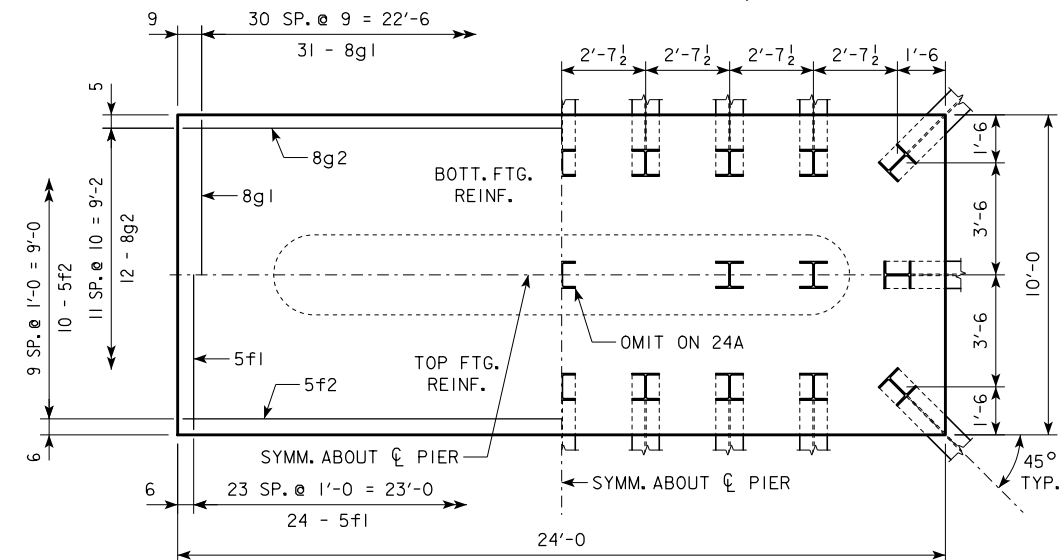 9
30 SP. @ 9 = 22'-6
31 - 8g1
2'-7½
2'-7½
2'-7½
2'-7½
1'-6
5
8g2
BOTT. FTG.
REINF.
8g1
9 SP. @ 1'-0 = 9'-0
10 - 5f2
11 SP. @ 10 = 9'-2
12 - 8g2
1'-6
3'-6
3'-6
1'-6
10'-0
OMIT ON 24A
5f1
TOP FTG.
REINF.
5f2
6
SYMM. ABOUT ℄ PIER
SYMM. ABOUT ℄ PIER
45°
TYP.
6
23 SP. @ 1'-0 = 23'-0
24 - 5f1
24'-0